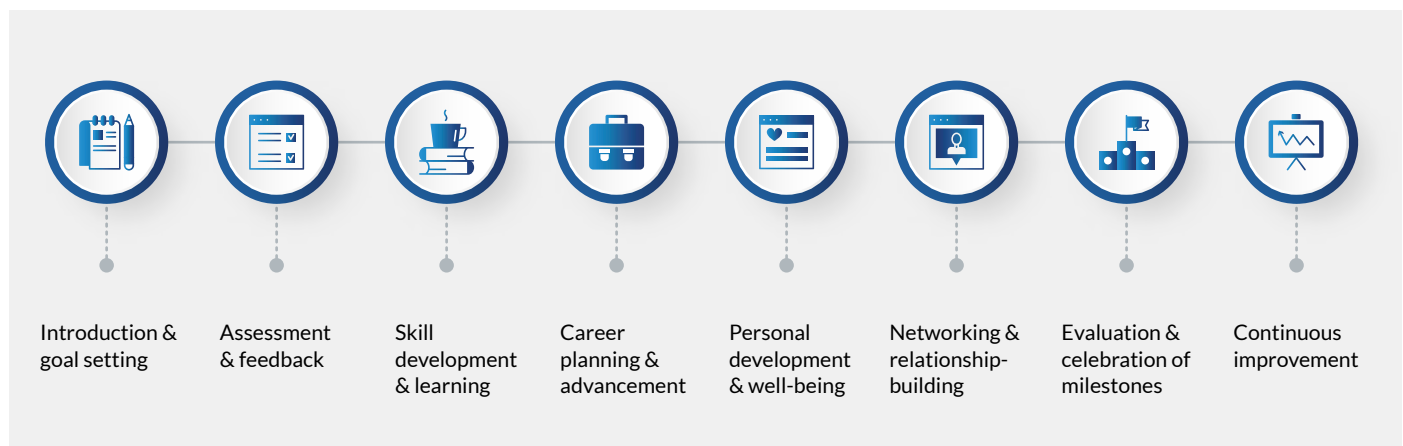 Introduction &
goal setting
Assessment
& feedback
Skill
development
& learning
Career
planning &
advancement
Personal
development
& well-being
Networking &
relationship-
building
Evaluation &
celebration of
milestones
Continuous
improvement